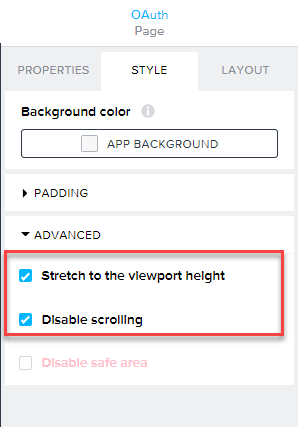 OAuth
Page
PROPERTIES STYLE LAYOUT
Background color
APP BACKGROUND
PADDING
ADVANCED
Stretch to the viewport height
Disable scrolling
Disable safe area